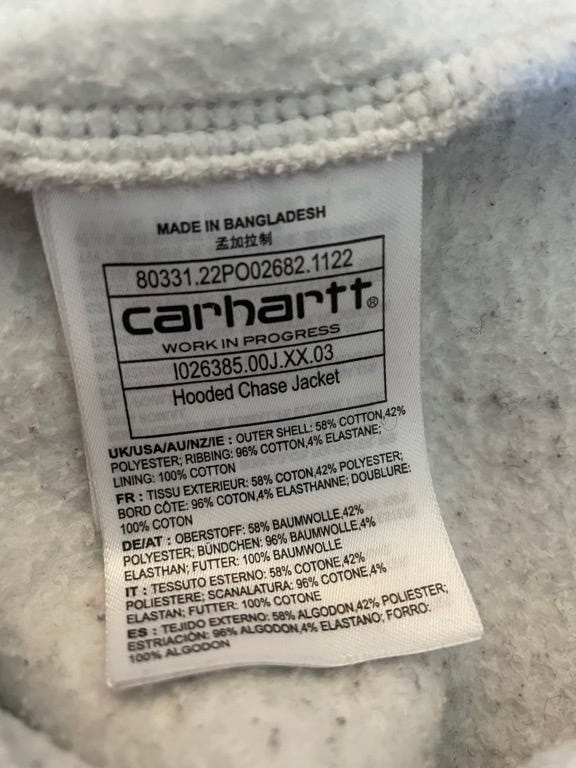 MADE IN BANGLADESH
孟加拉制
80331.22PO02682.1122
carhartt®
WORK IN PROGRESS
I026385.00J.XX.03
Hooded Chase Jacket
UK/USA/AU/NZ/IE : OUTER SHELL: 58% COTTON,42%
POLYESTER; RIBBING: 96% COTTON,4% ELASTANE;
LINING: 100% COTTON
FR : TISSU EXTERIEUR: 58% COTON,42% POLYESTER;
BORD CÔTE: 96% COTON,4% ELASTHANNE; DOUBLURE:
100% COTON
DE/AT : OBERSTOFF: 58% BAUMWOLLE,42%
POLYESTER; BÜNDCHEN: 96% BAUMWOLLE,4%
ELASTHAN; FUTTER: 100% BAUMWOLLE
IT : TESSUTO ESTERNO: 58% COTONE,42%
POLIESTERE; SCANALATURA: 96% COTONE,4%
ELASTAN; FUTTER: 100% COTONE
ES : TEJIDO EXTERNO: 58% ALGODON,42% POLIESTER;
ESTRIACIÓN: 96% ALGODON,4% ELASTANO; FORRO:
100% ALGODON